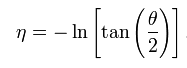 η = − ln [ tan ( θ/2 ) ] .